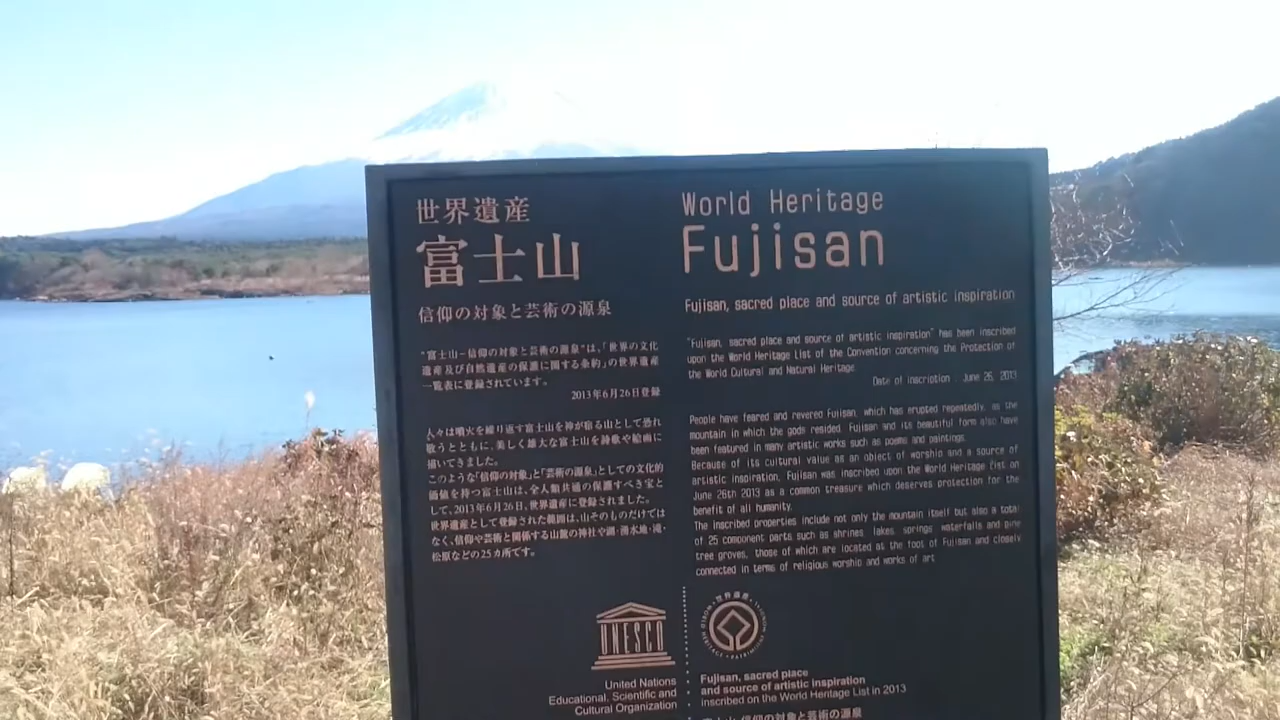 世界遺産
富士山
信仰の対象と芸術の源泉
"富士山−信仰の対象と芸術の源泉"は、「世界の文化
遺産及び自然遺産の保護に関する条約」の世界遺産
一覧表に登録されています。
2013年6月26日登録
人々は噴火を繰り返す富士山を神が宿る山として恐れ
敬うとともに、美しく雄大な富士山を詩歌や絵画に
描いてきました。
このような「信仰の対象」と「芸術の源泉」としての文化的
価値を持つ富士山は、全人類共通の保護すべき宝と
して、2013年6月26日、世界遺産に登録されました。
世界遺産として登録された範囲は、山そのものだけでは
なく、信仰や芸術と関係する山麓の神社や湖・湧水地・滝・
松原などの25カ所です。
World Heritage
Fujisan
Fujisan, sacred place and source of artistic inspiration
"Fujisan, sacred place and source of artistic inspiration" has been inscribed
upon the World Heritage List of the Convention concerning the Protection of
the World Cultural and Natural Heritage.
Date of inscription : June 26, 2013
People have feared and revered Fujisan, which has erupted repeatedly, as the
mountain in which the gods resided. Fujisan and its beautiful form also have
been featured in many artistic works such as poems and paintings.
Because of its cultural value as an object of worship and a source of
artistic inspiration, Fujisan was inscribed upon the World Heritage List on
June 26th 2013 as a common treasure which deserves protection for the
benefit of all humanity.
The inscribed properties include not only the mountain itself but also a total
of 25 component parts such as shrines, lakes, springs, waterfalls and pine
tree groves, those of which are located at the foot of Fujisan and closely
connected in terms of religious worship and works of art.
UNESCO
United Nations
Educational, Scientific and
Cultural Organization
世界遺産
WORLD HERITAGE
PATRIMOINE
Fujisan, sacred place
and source of artistic inspiration
inscribed on the World Heritage List in 2013
富士山-信仰の対象と芸術の源泉